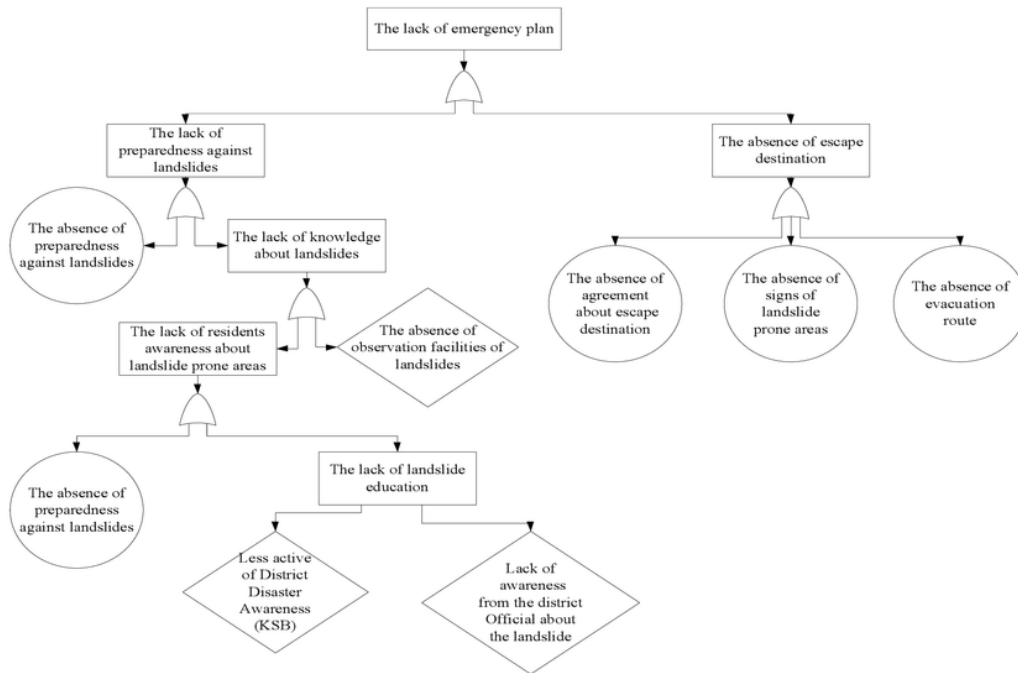 The lack of emergency plan
The lack of
preparedness against
landslides
The absence of escape
destination
The absence of
preparedness
against landslides
The lack of knowledge
about landslides
The absence of
agreement
about escape
destination
The absence of
signs of
landslide
prone areas
The absence of
evacuation
route
The lack of residents
awareness about
landslide prone areas
The absence of
observation facilities of
landslides
The absence of
preparedness
against landslides
The lack of landslide
education
Less active
of District
Disaster
Awareness
(KSB)
Lack of
awareness
from the district
Official about
the landslide